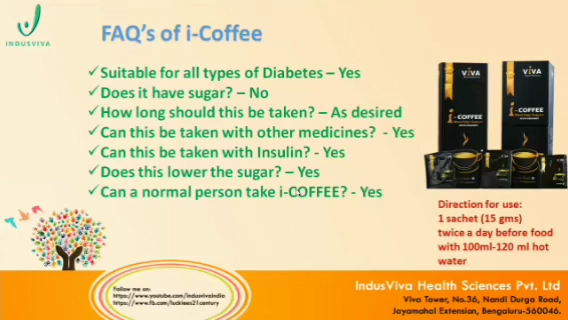 INDUSVIVA
FAQ's of i-Coffee
✓Suitable for all types of Diabetes – Yes
✓Does it have sugar? – No
✓How long should this be taken? – As desired
✓Can this be taken with other medicines? - Yes
✓Can this be taken with Insulin? - Yes
✓Does this lower the sugar? – Yes
✓Can a normal person take i-COFFEE? - Yes
VIVA
i-COFFEE
VIVA
i-COFFEE
Direction for use:
1 sachet (15 gms)
twice a day before food
with 100ml-120 ml hot
water
Follow me on:
https://www.youtube.com/indusvivaindia
https://www.fb.com/luckiees21century
IndusViva Health Sciences Pvt. Ltd
Viva Tower, No.36, Nandi Durga Road,
Jayamahal Extension, Bengaluru-560046.